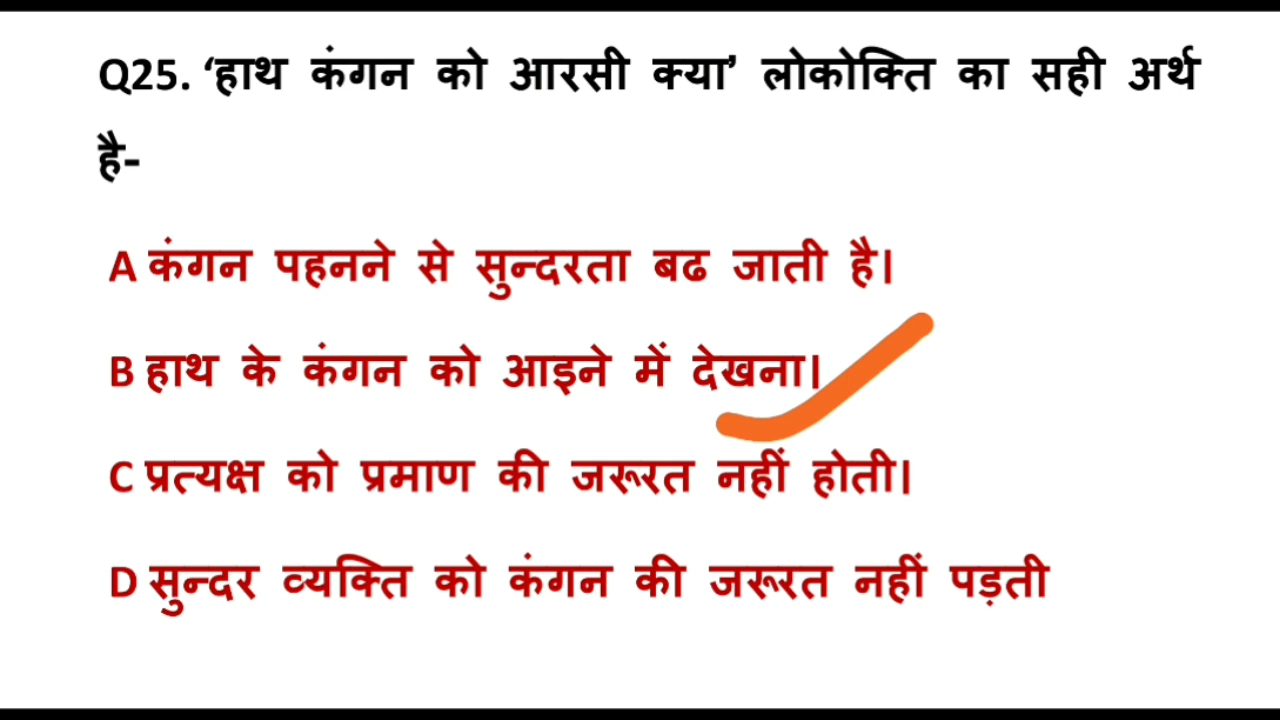 Q25. ‘हाथ कंगन को आरसी क्या’ लोकोक्ति का सही अर्थ
है-
A कंगन पहनने से सुन्दरता बढ जाती है।
B हाथ के कंगन को आइने में देखना।
C प्रत्यक्ष को प्रमाण की जरूरत नहीं होती।
D सुन्दर व्यक्ति को कंगन की जरूरत नहीं पड़ती